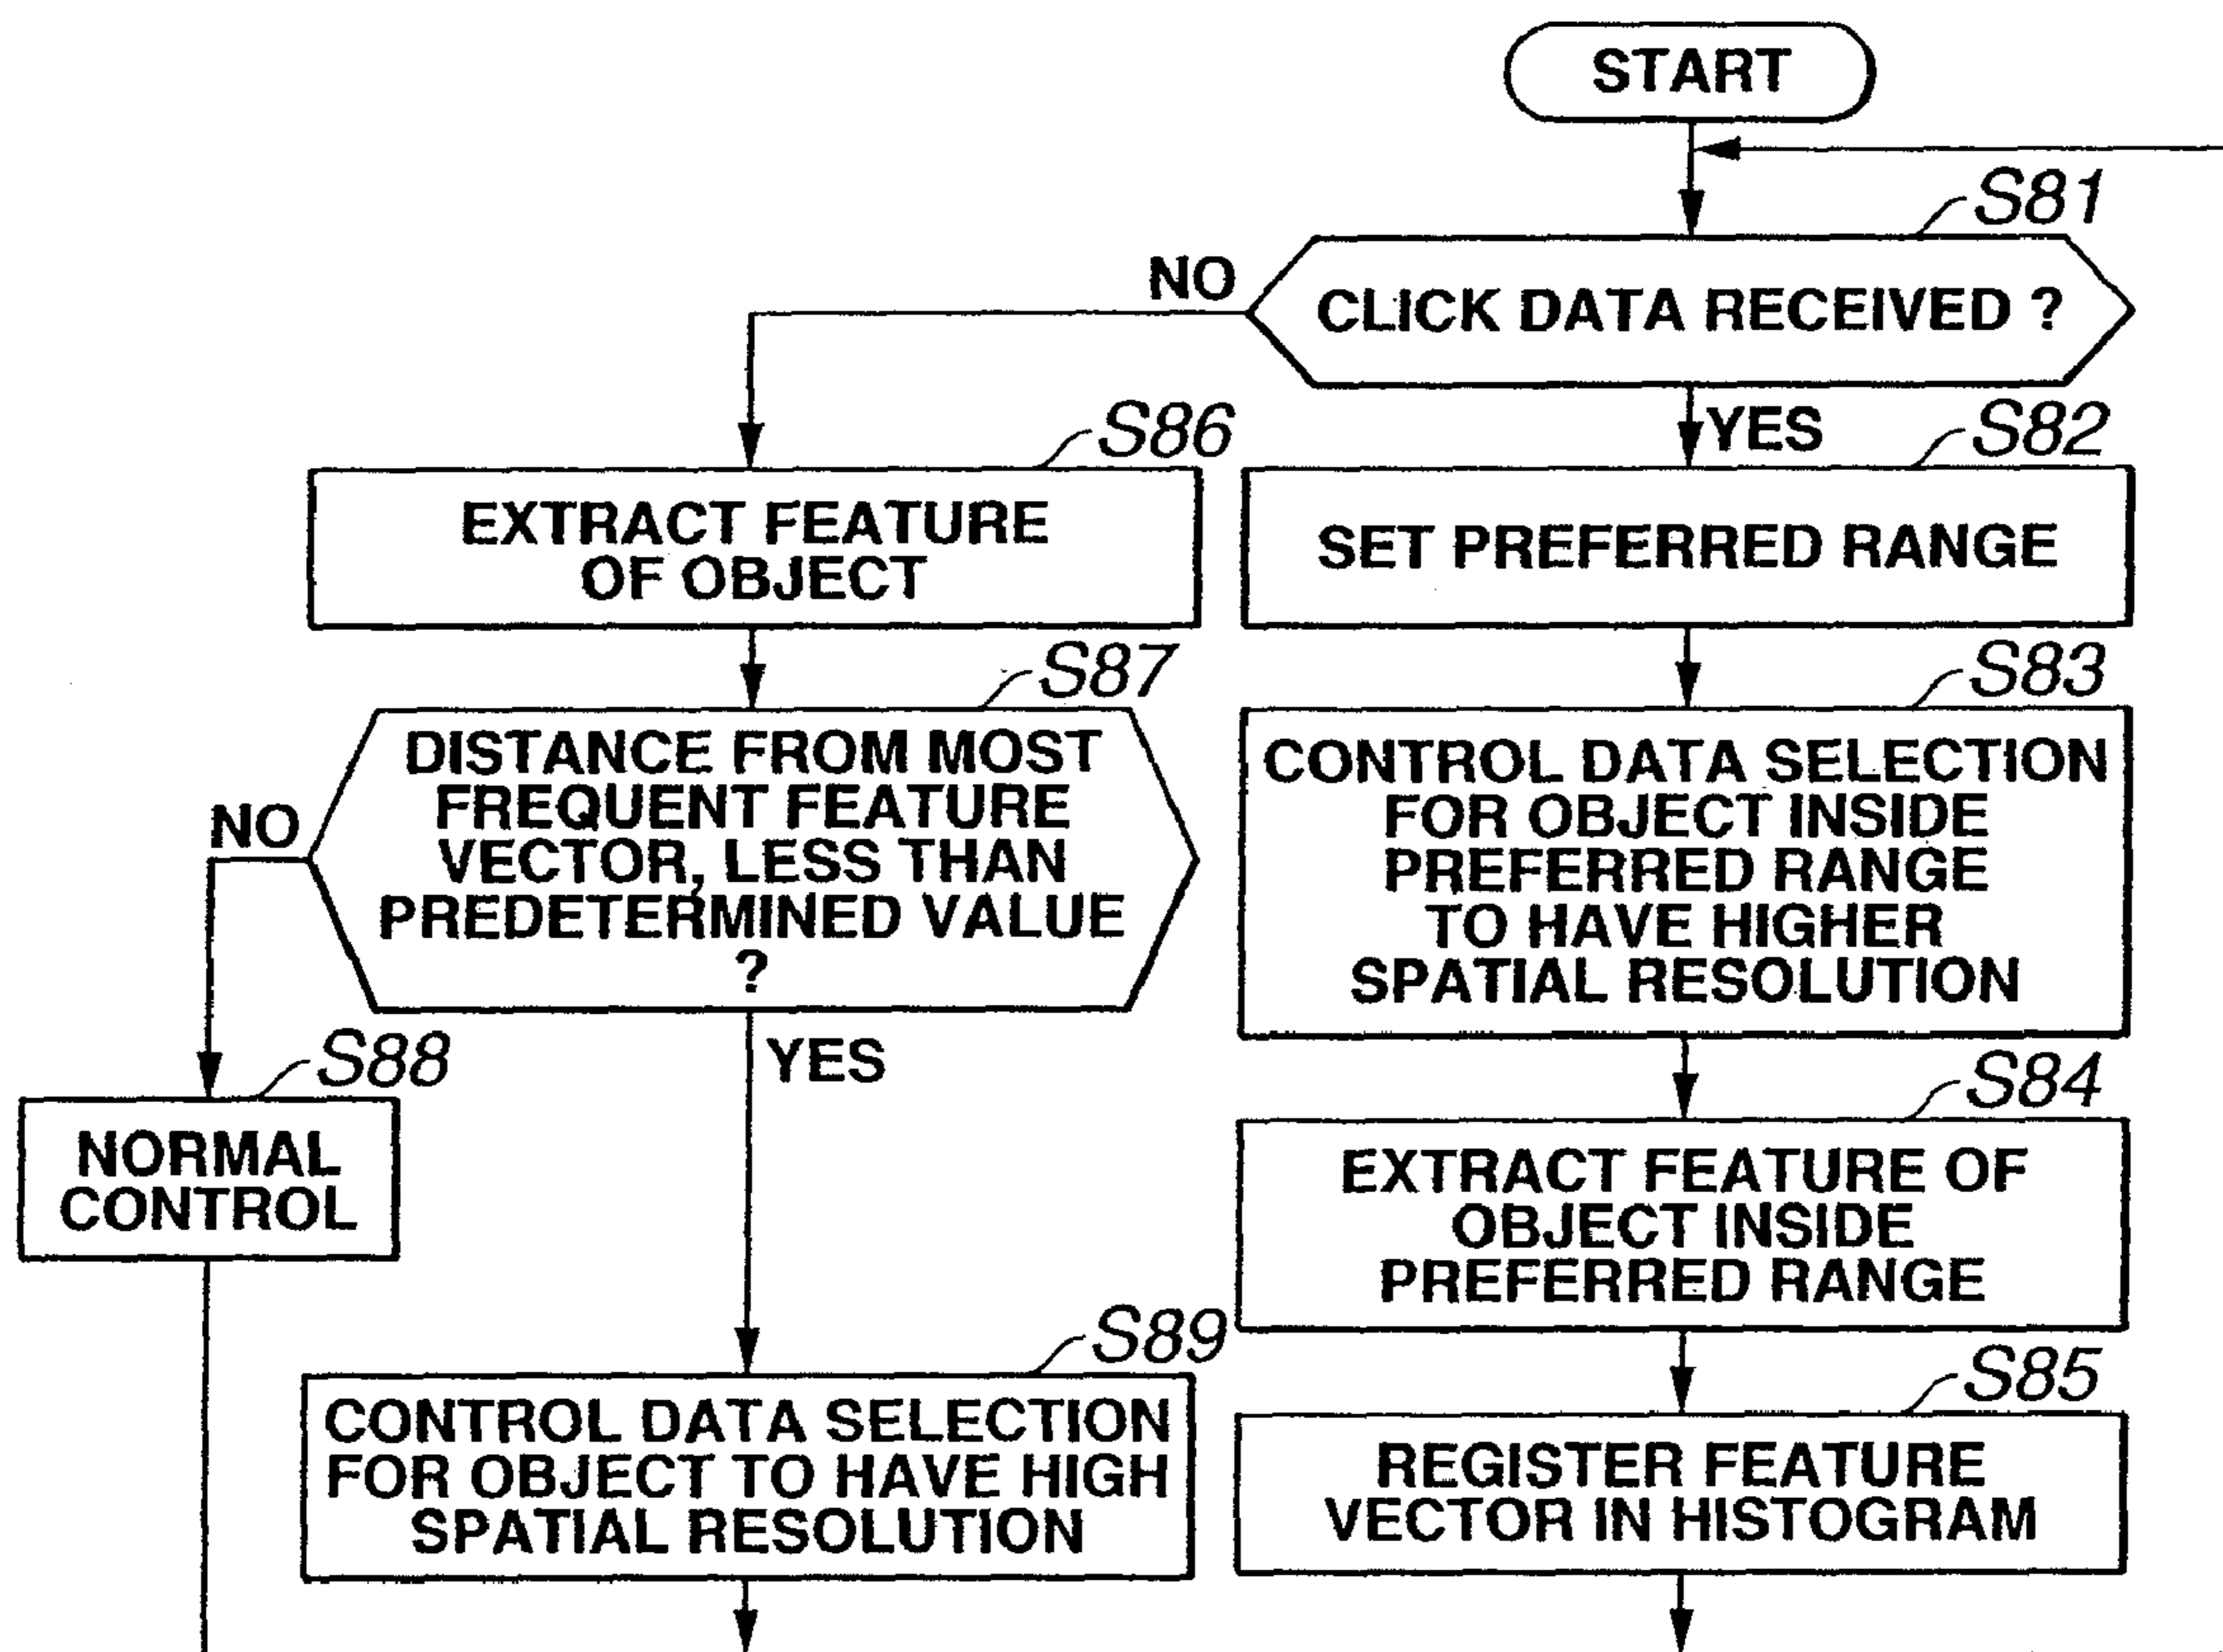 START
S81
NO
CLICK DATA RECEIVED ?
YES
S86
S82
EXTRACT FEATURE
OF OBJECT
SET PREFERRED RANGE
S87
S83
DISTANCE FROM MOST
FREQUENT FEATURE
VECTOR, LESS THAN
PREDETERMINED VALUE
?
NO
YES
CONTROL DATA SELECTION
FOR OBJECT INSIDE
PREFERRED RANGE
TO HAVE HIGHER
SPATIAL RESOLUTION
S88
NORMAL
CONTROL
S84
EXTRACT FEATURE OF
OBJECT INSIDE
PREFERRED RANGE
S89
CONTROL DATA SELECTION
FOR OBJECT TO HAVE HIGH
SPATIAL RESOLUTION
S85
REGISTER FEATURE
VECTOR IN HISTOGRAM